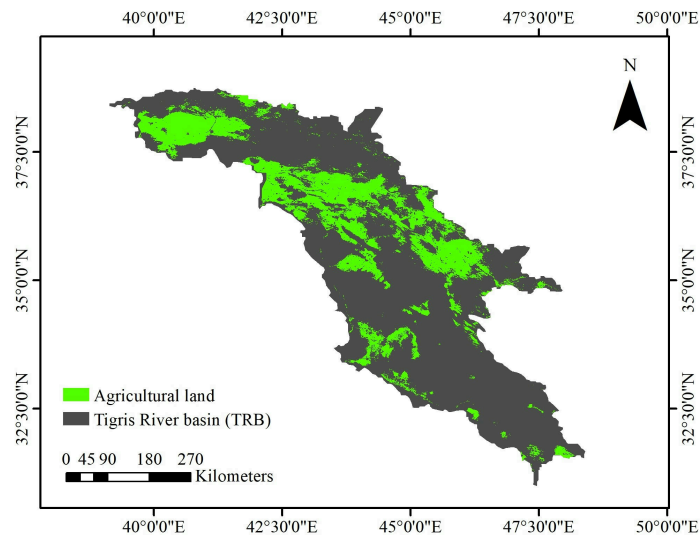 40°0'0"E 42°30'0"E 45°0'0"E 47°30'0"E 50°0'0"E
N
37°30'0"N 37°30'0"N
35°0'0"N 35°0'0"N
32°30'0"N 32°30'0"N
Agricultural land
Tigris River basin (TRB)
0 45 90 180 270
Kilometers
40°0'0"E 42°30'0"E 45°0'0"E 47°30'0"E 50°0'0"E